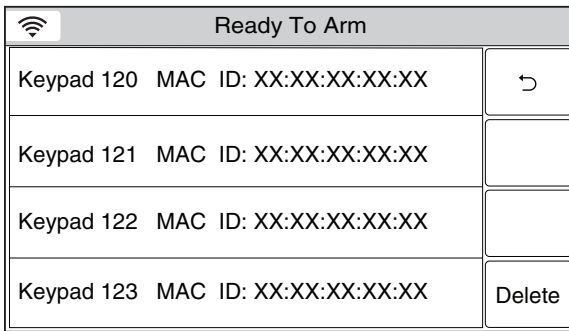 Ready To Arm
Keypad 120 MAC ID: XX:XX:XX:XX:XX
Keypad 121 MAC ID: XX:XX:XX:XX:XX
Keypad 122 MAC ID: XX:XX:XX:XX:XX
Keypad 123 MAC ID: XX:XX:XX:XX:XX
Delete